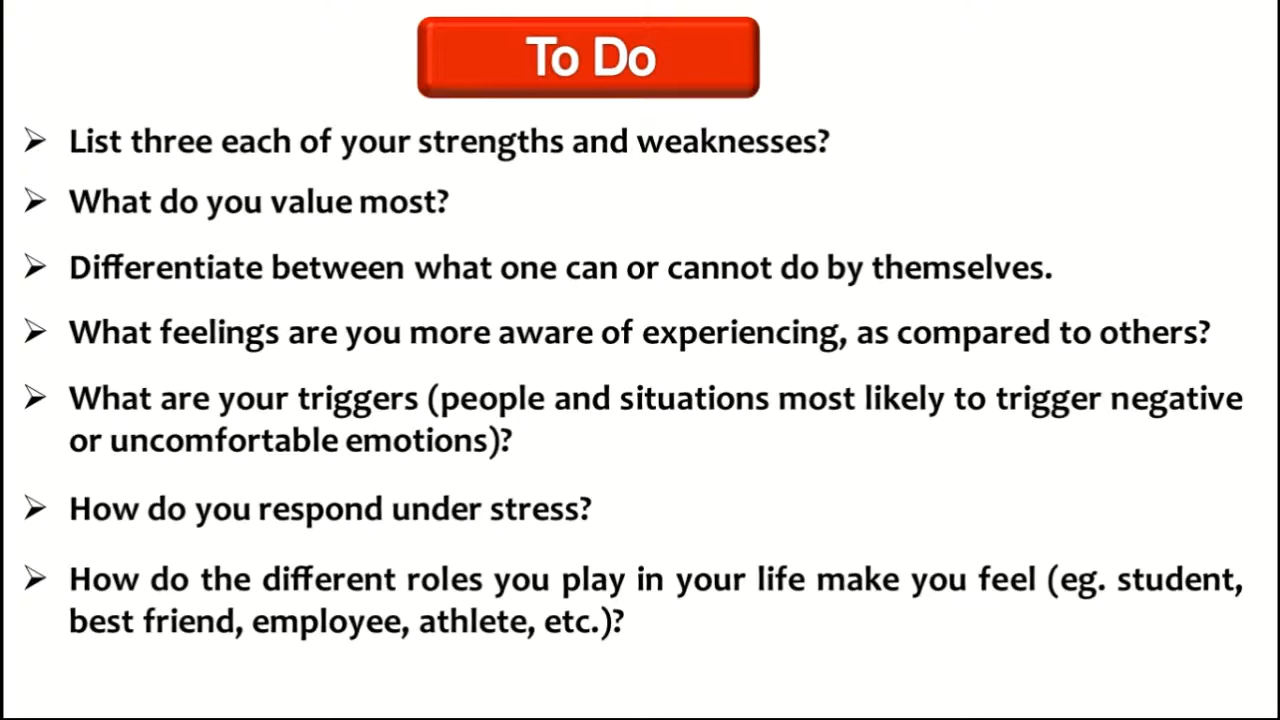 To Do
List three each of your strengths and weaknesses?
What do you value most?
Differentiate between what one can or cannot do by themselves.
What feelings are you more aware of experiencing, as compared to others?
What are your triggers (people and situations most likely to trigger negative
or uncomfortable emotions)?
How do you respond under stress?
How do the different roles you play in your life make you feel (eg. student,
best friend, employee, athlete, etc.)?